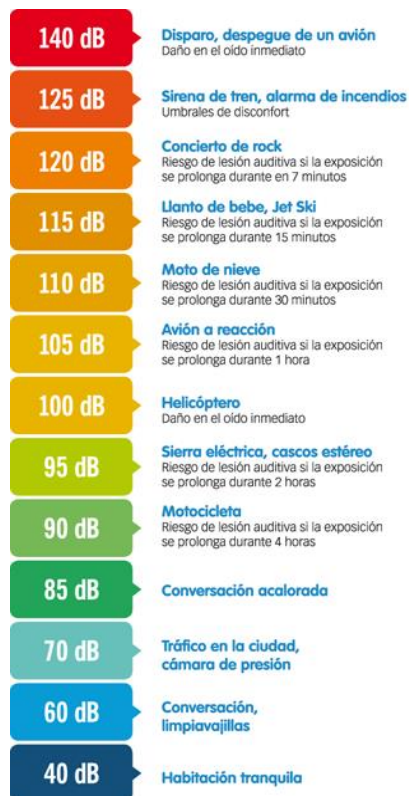 140 dB
Disparo, despegue de un avión
Daño en el oído inmediato
125 dB
Sirena de tren, alarma de incendios
Umbrales de disconfort
120 dB
Concierto de rock
Riesgo de lesión auditiva si la exposición
se prolonga durante en 7 minutos
115 dB
Llanto de bebe, Jet Ski
Riesgo de lesión auditiva si la exposición
se prolonga durante 15 minutos
110 dB
Moto de nieve
Riesgo de lesión auditiva si la exposición
se prolonga durante 30 minutos
105 dB
Avión a reacción
Riesgo de lesión auditiva si la exposición
se prolonga durante 1 hora
100 dB
Helicóptero
Daño en el oído inmediato
95 dB
Sierra eléctrica, cascos estéreo
Riesgo de lesión auditiva si la exposición
se prolonga durante 2 horas
90 dB
Motocicleta
Riesgo de lesión auditiva si la exposición
se prolonga durante 4 horas
85 dB
Conversación acalorada
70 dB
Tráfico en la ciudad,
cámara de presión
60 dB
Conversación,
limpiavajillas
40 dB
Habitación tranquila